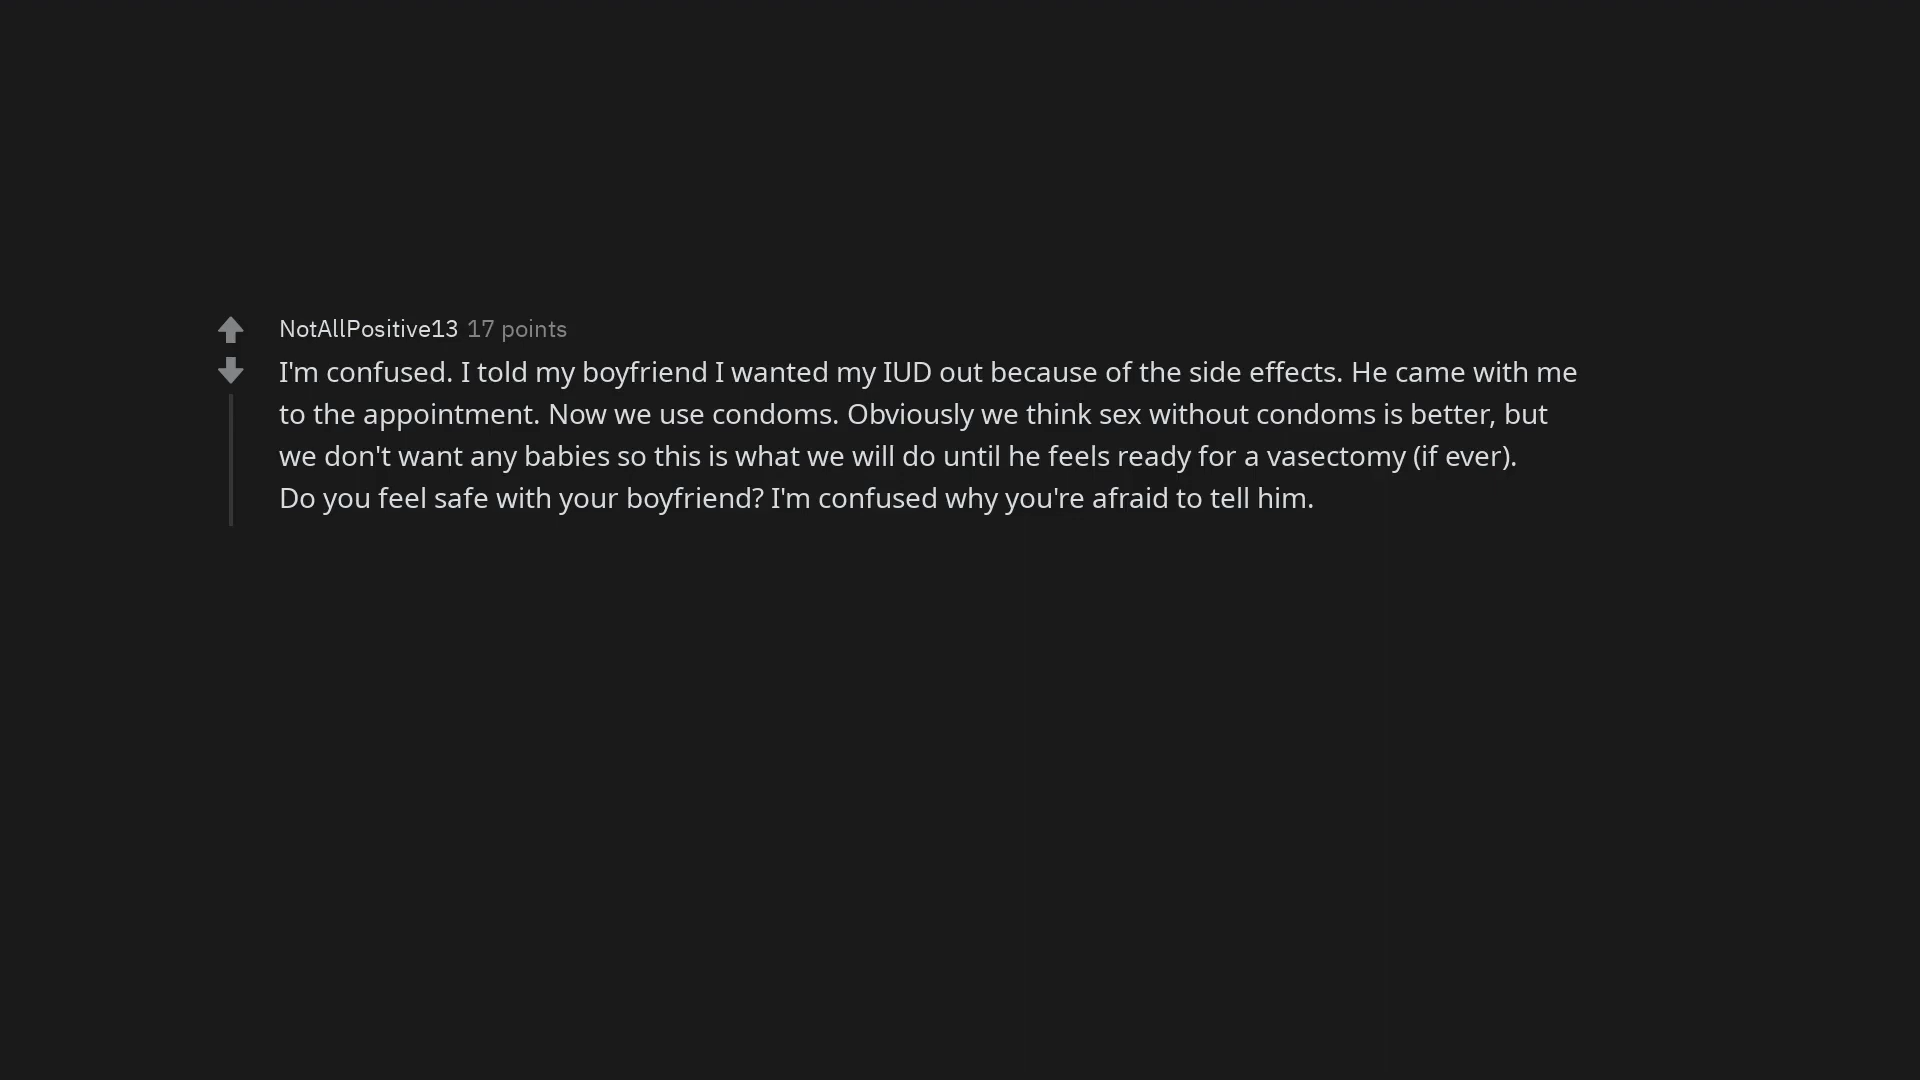 NotAllPositive13 17 points
I'm confused. I told my boyfriend I wanted my IUD out because of the side effects. He came with me
to the appointment. Now we use condoms. Obviously we think sex without condoms is better, but
we don't want any babies so this is what we will do until he feels ready for a vasectomy (if ever).
Do you feel safe with your boyfriend? I'm confused why you're afraid to tell him.